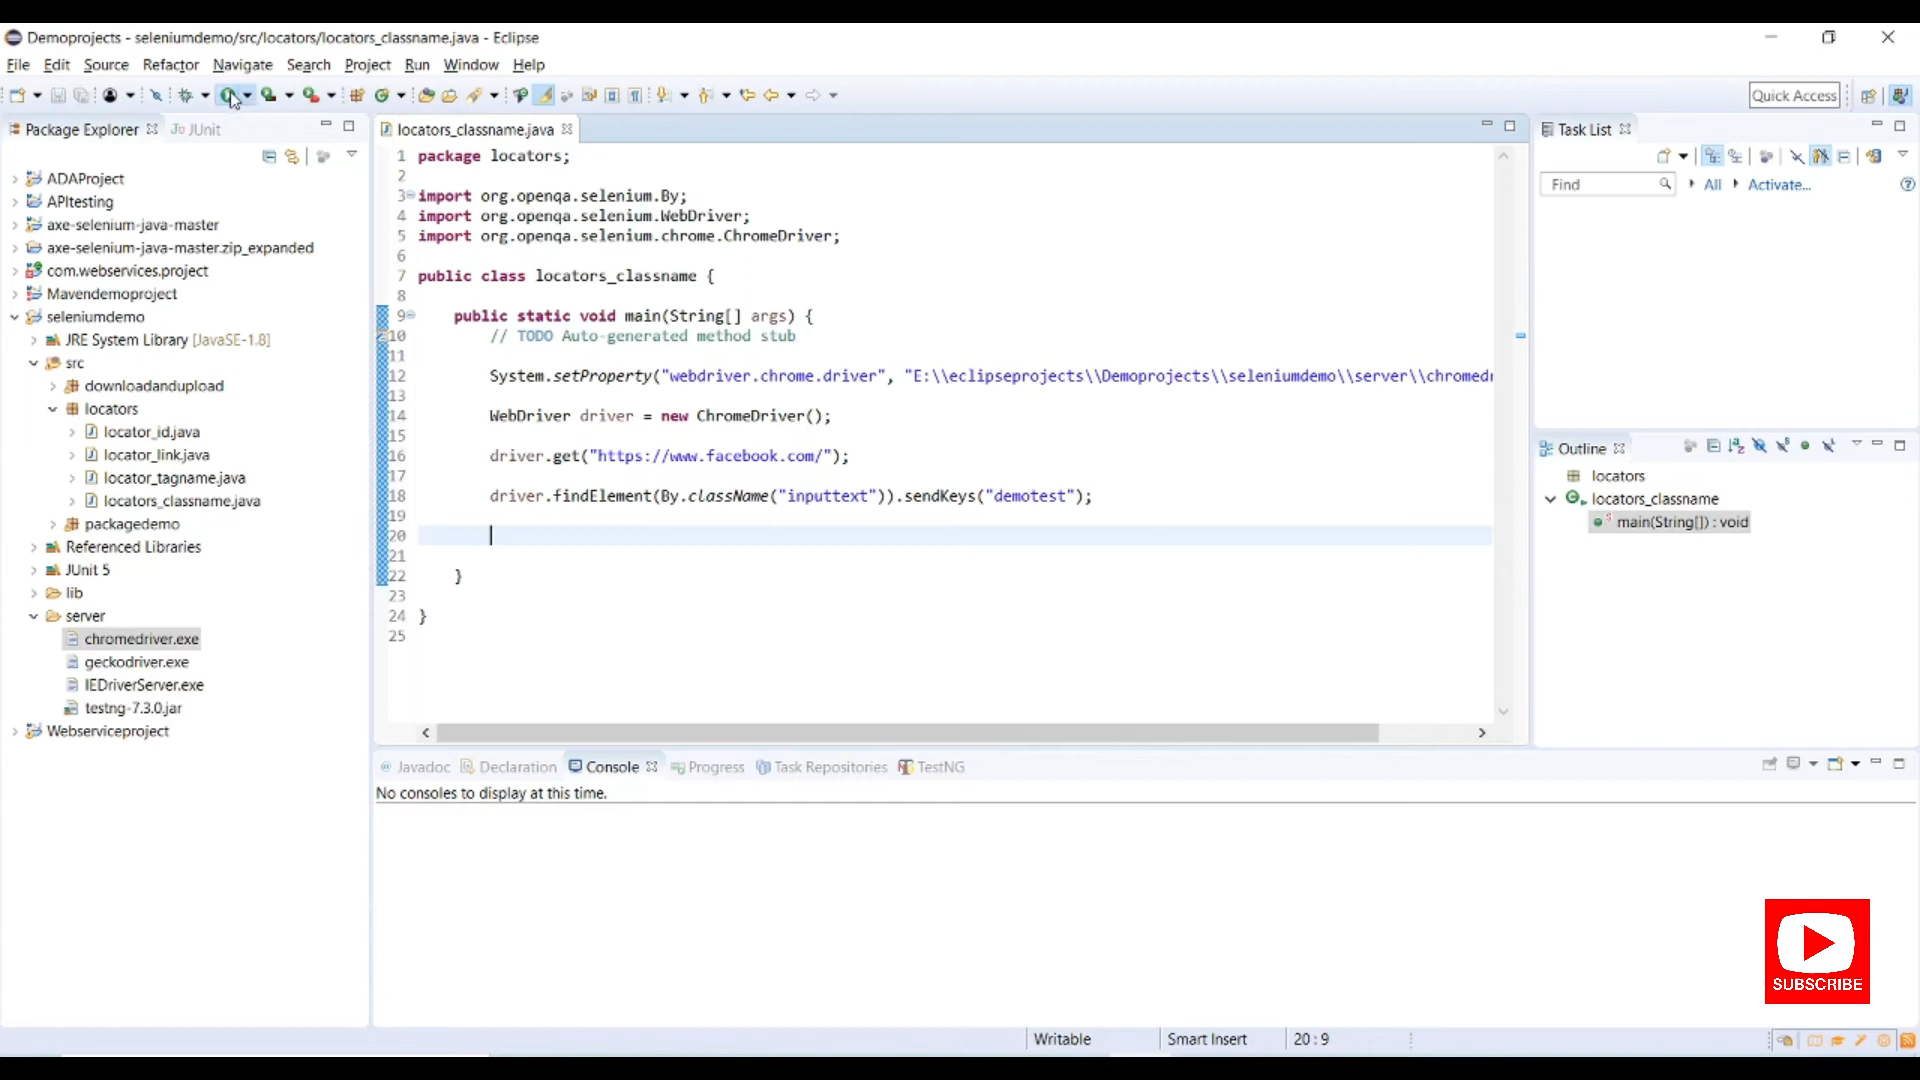 Demoprojects - seleniumdemo/src/locators/locators_classname.java - Eclipse
File Edit Source Refactor Navigate Search Project Run Window Help
Quick Access
Package Explorer
JUnit
ADAProject
APItesting
axe-selenium-java-master
axe-selenium-java-master.zip_expanded
com.webservices.project
Mavendemoproject
seleniumdemo
JRE System Library [JavaSE-1.8]
src
downloadandupload
locators
locator_id.java
locator_link.java
locator_tagname.java
locators_classname.java
packagedemo
Referenced Libraries
JUnit 5
lib
server
chromedriver.exe
geckodriver.exe
IEDriverServer.exe
testng-7.3.0.jar
Webserviceproject
locators_classname.java
1 package locators;
2
3 import org.openqa.selenium.By;
4 import org.openqa.selenium.WebDriver;
5 import org.openqa.selenium.chrome.ChromeDriver;
6
7 public class locators_classname {
8
9 public static void main(String[] args) {
10 // TODO Auto-generated method stub
11
12 System.setProperty("webdriver.chrome.driver", "E:\\eclipseprojects\\Demoprojects\\seleniumdemo\\server\\chromedr
13
14 WebDriver driver = new ChromeDriver();
15
16 driver.get("https://www.facebook.com/");
17
18 driver.findElement(By.className("inputtext")).sendKeys("demotest");
19
20
21
22 }
23
24 }
25
Task List
Find
All
Activate...
Outline
locators
locators_classname
main(String[]) : void
Javadoc Declaration Console Progress Task Repositories TestNG
No consoles to display at this time.
SUBSCRIBE
Writable
Smart Insert
20 : 9